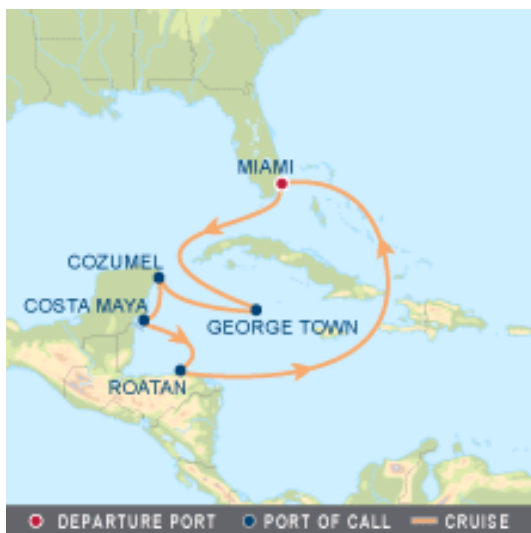 MIAMI
COZUMEL
COSTA MAYA
GEORGE TOWN
ROATAN
DEPARTURE PORT PORT OF CALL CRUISE